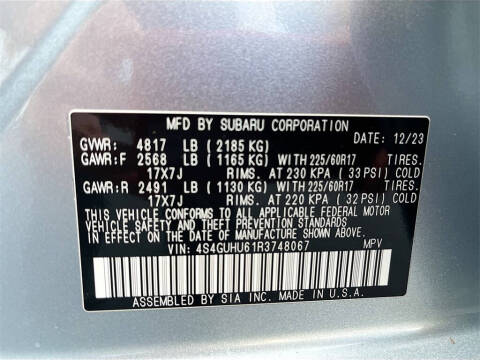 MFD BY SUBARU CORPORATION
GVWR: 4817 LB (2185 KG) DATE: 12/23
GAWR:F 2568 LB (1165 KG) WITH 225/60R17 TIRES.
17X7J RIMS. AT 230 KPA (33 PSI) COLD
GAWR:R 2491 LB (1130 KG) WITH 225/60R17 TIRES.
17X7J RIMS. AT 220 KPA (32 PSI) COLD
THIS VEHICLE CONFORMS TO ALL APPLICABLE FEDERAL MOTOR
VEHICLE SAFETY AND THEFT PREVENTION STANDARDS
IN EFFECT ON THE DATE OF MANUFACTURE SHOWN ABOVE.
VIN: 4S4GUHU61R3748067 MPV
ASSEMBLED BY SIA INC. MADE IN U.S.A.